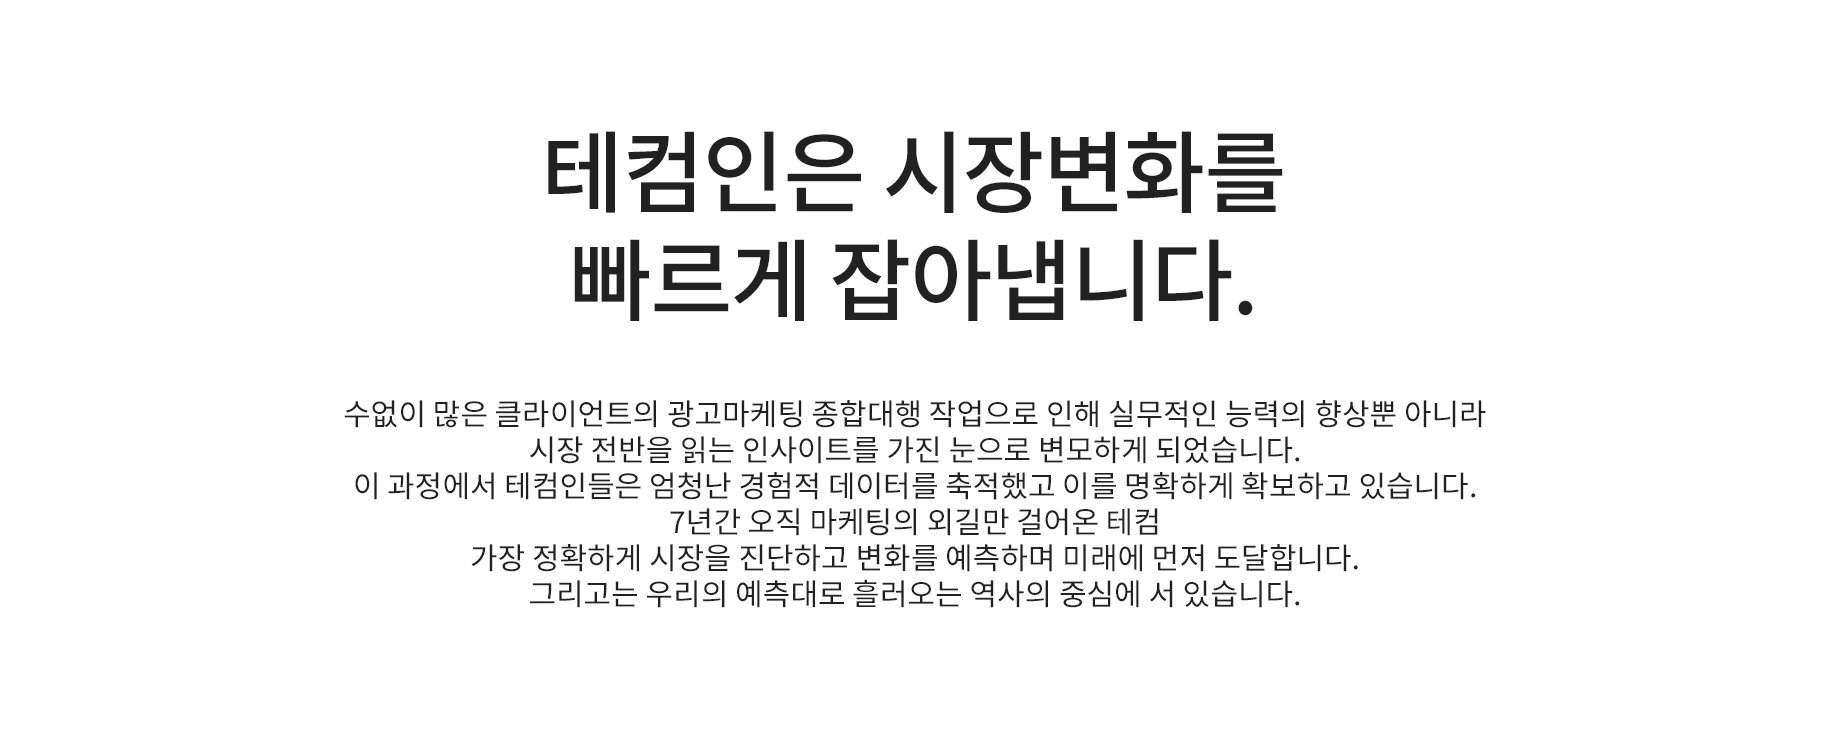 테컴인은 시장변화를
빠르게 잡아냅니다.
수없이 많은 클라이언트의 광고마케팅 종합대행 작업으로 인해 실무적인 능력의 향상뿐 아니라
시장 전반을 읽는 인사이트를 가진 눈으로 변모하게 되었습니다.
이 과정에서 테컴인들은 엄청난 경험적 데이터를 축적했고 이를 명확하게 확보하고 있습니다.
7년간 오직 마케팅의 외길만 걸어온 테컴
가장 정확하게 시장을 진단하고 변화를 예측하며 미래에 먼저 도달합니다.
그리고는 우리의 예측대로 흘러오는 역사의 중심에 서 있습니다.